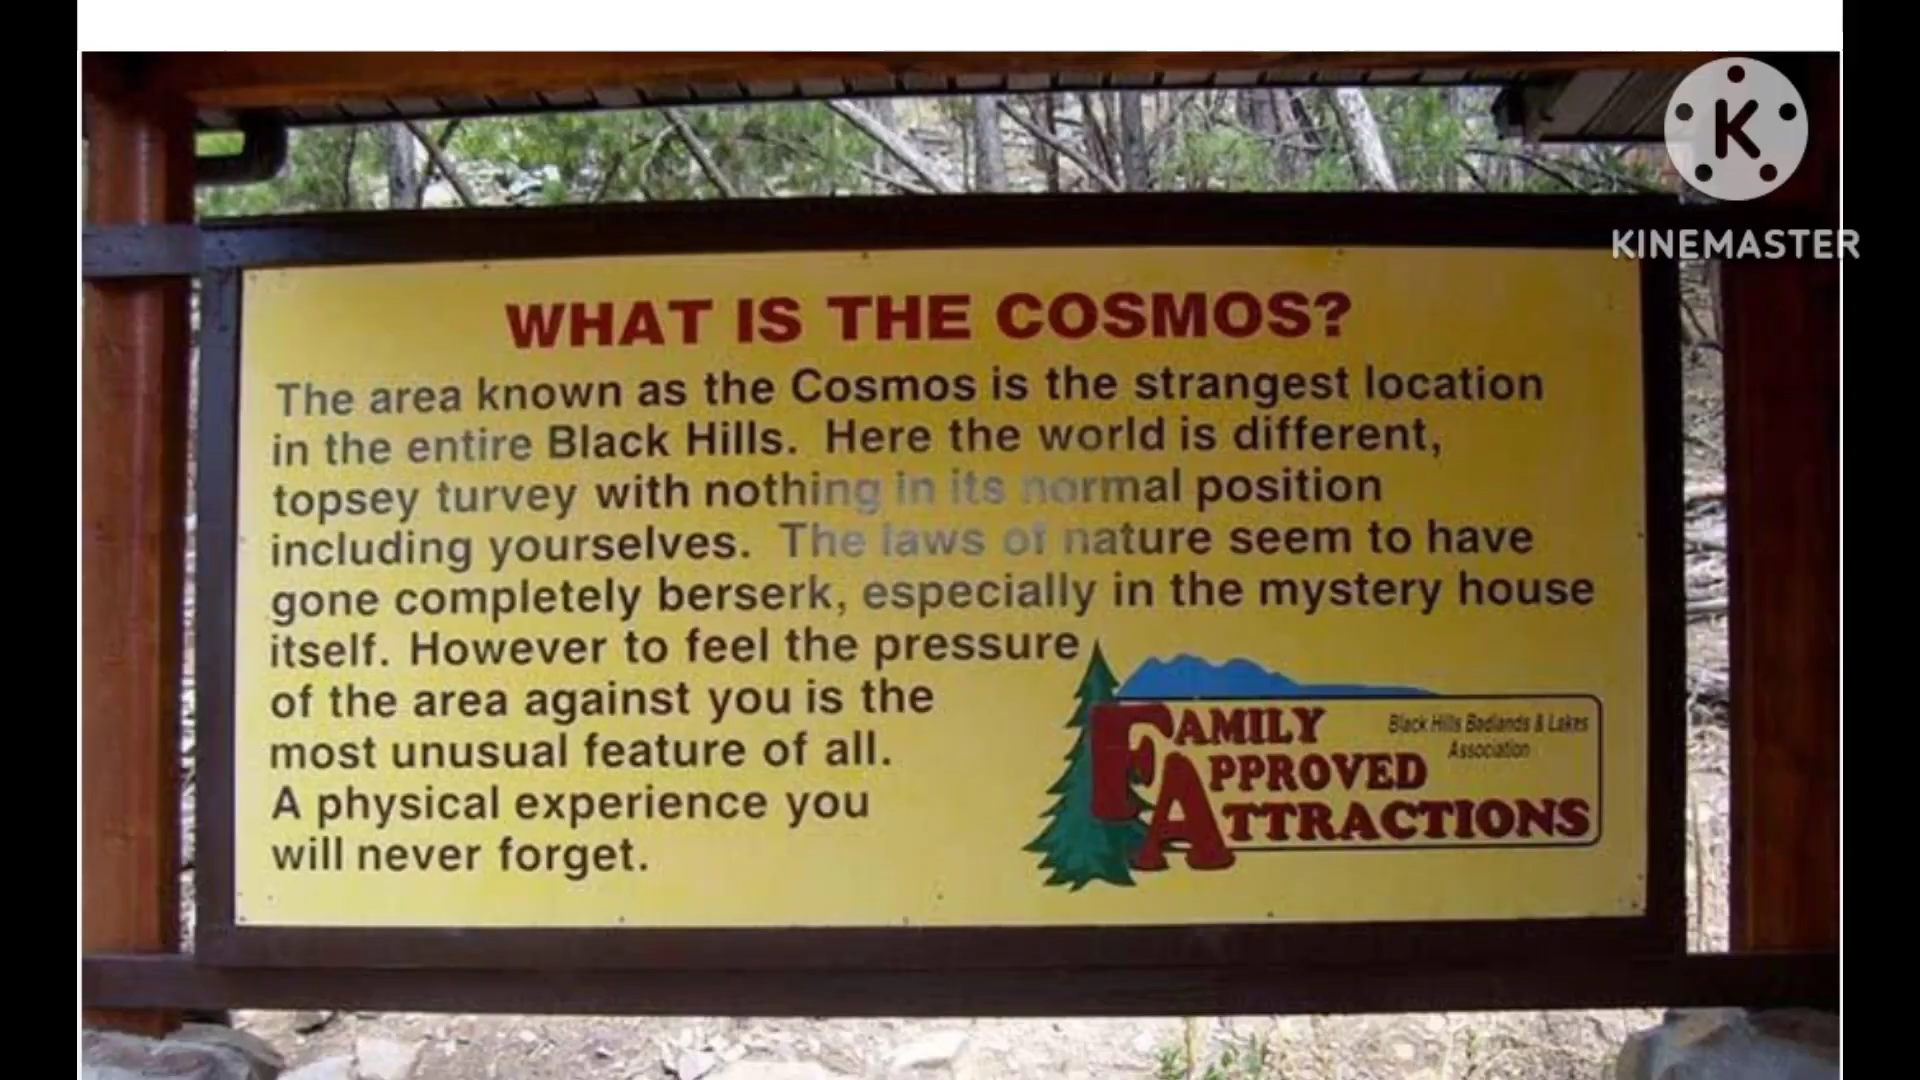 K
KINEMASTER
WHAT IS THE COSMOS?
The area known as the Cosmos is the strangest location
in the entire Black Hills. Here the world is different,
topsey turvey with nothing in its normal position
including yourselves. The laws of nature seem to have
gone completely berserk, especially in the mystery house
itself. However to feel the pressure
of the area against you is the
most unusual feature of all.
A physical experience you
will never forget.
FAMILY
APPROVED
ATTRACTIONS
Black Hills Badlands & Lakes
Association